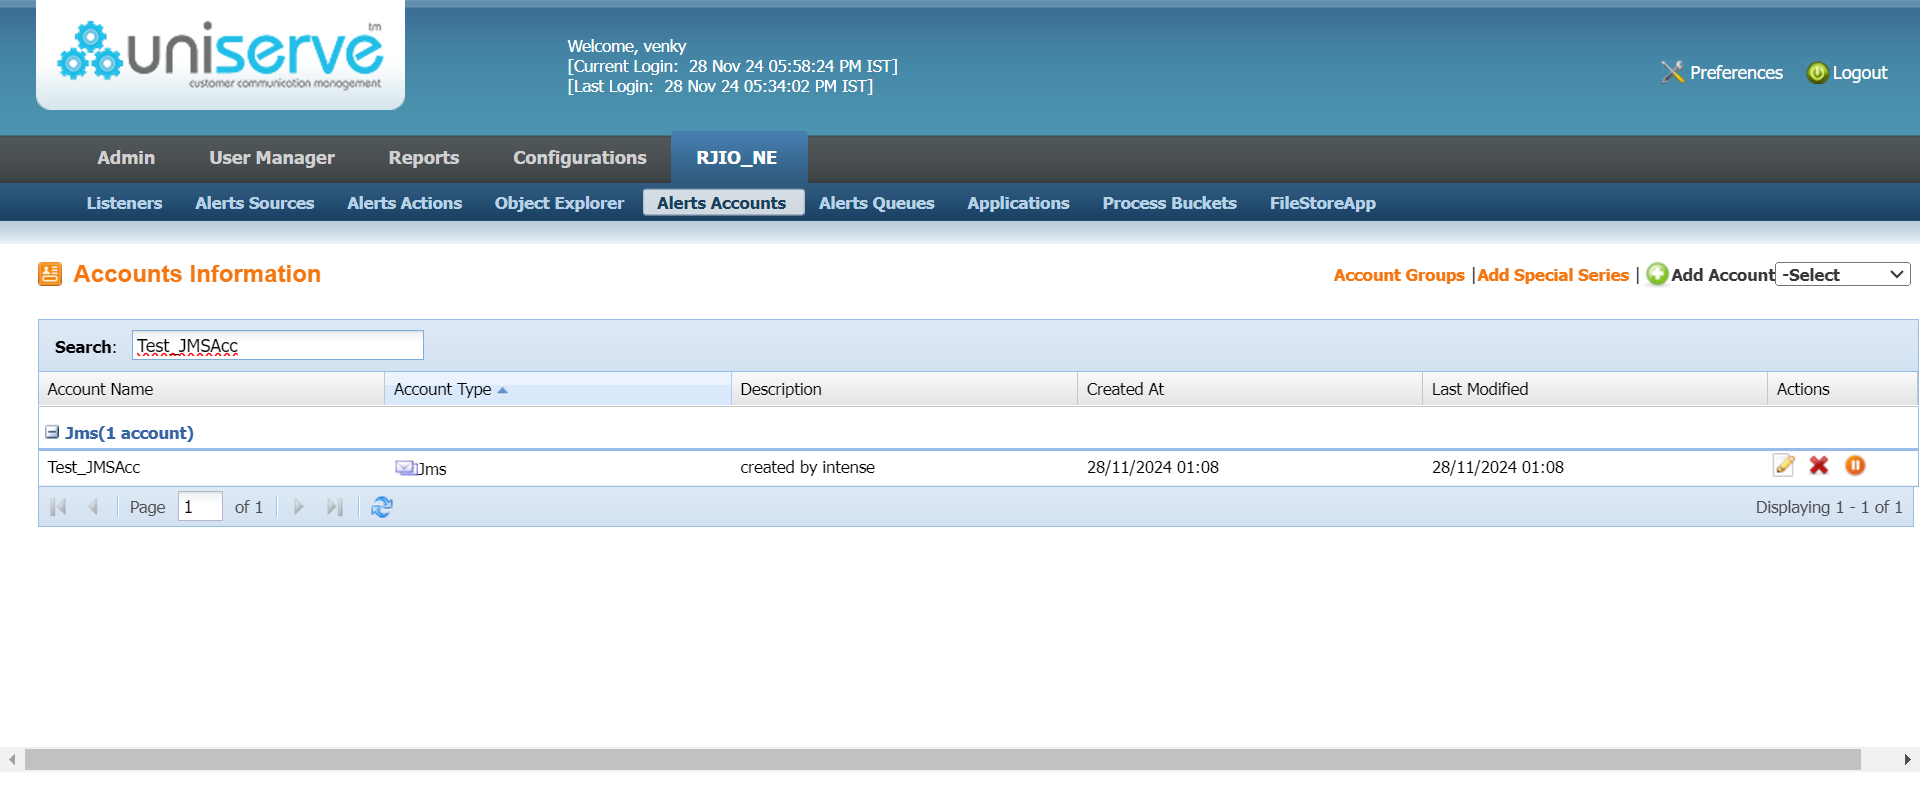 uniserve tm
customer communication management
Welcome, venky
[Current Login: 28 Nov 24 05:58:24 PM IST]
[Last Login: 28 Nov 24 05:34:02 PM IST]
Preferences
Logout
Admin User Manager Reports Configurations RJIO_NE
Listeners Alerts Sources Alerts Actions Object Explorer Alerts Accounts Alerts Queues Applications Process Buckets FileStoreApp
Accounts Information
Account Groups |Add Special Series | Add Account -Select
Search: Test_JMSAcc
Account Name Account Type Description Created At Last Modified Actions
Jms(1 account)
Test_JMSAcc Jms created by intense 28/11/2024 01:08 28/11/2024 01:08
Page 1 of 1 Displaying 1 - 1 of 1